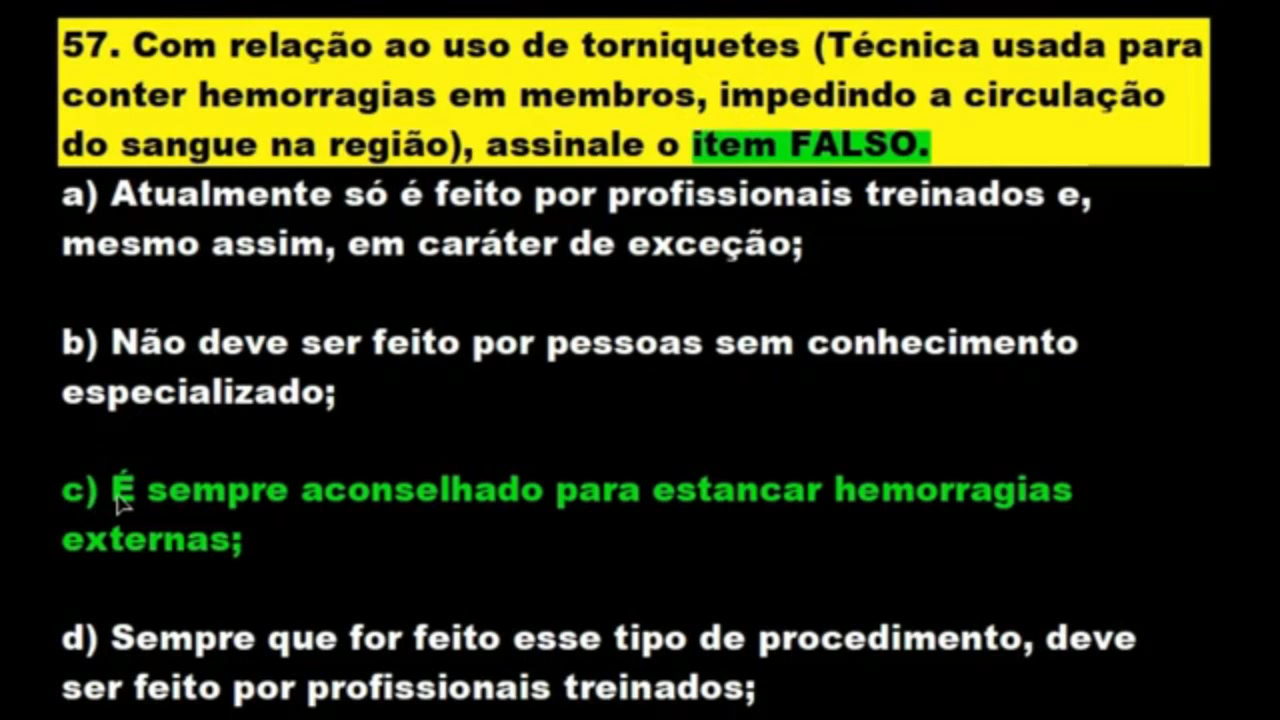 57. Com relação ao uso de torniquetes (Técnica usada para
conter hemorragias em membros, impedindo a circulação
do sangue na região), assinale o item FALSO.
a) Atualmente só é feito por profissionais treinados e,
mesmo assim, em caráter de exceção;
b) Não deve ser feito por pessoas sem conhecimento
especializado;
c) É sempre aconselhado para estancar hemorragias
externas;
d) Sempre que for feito esse tipo de procedimento, deve
ser feito por profissionais treinados;